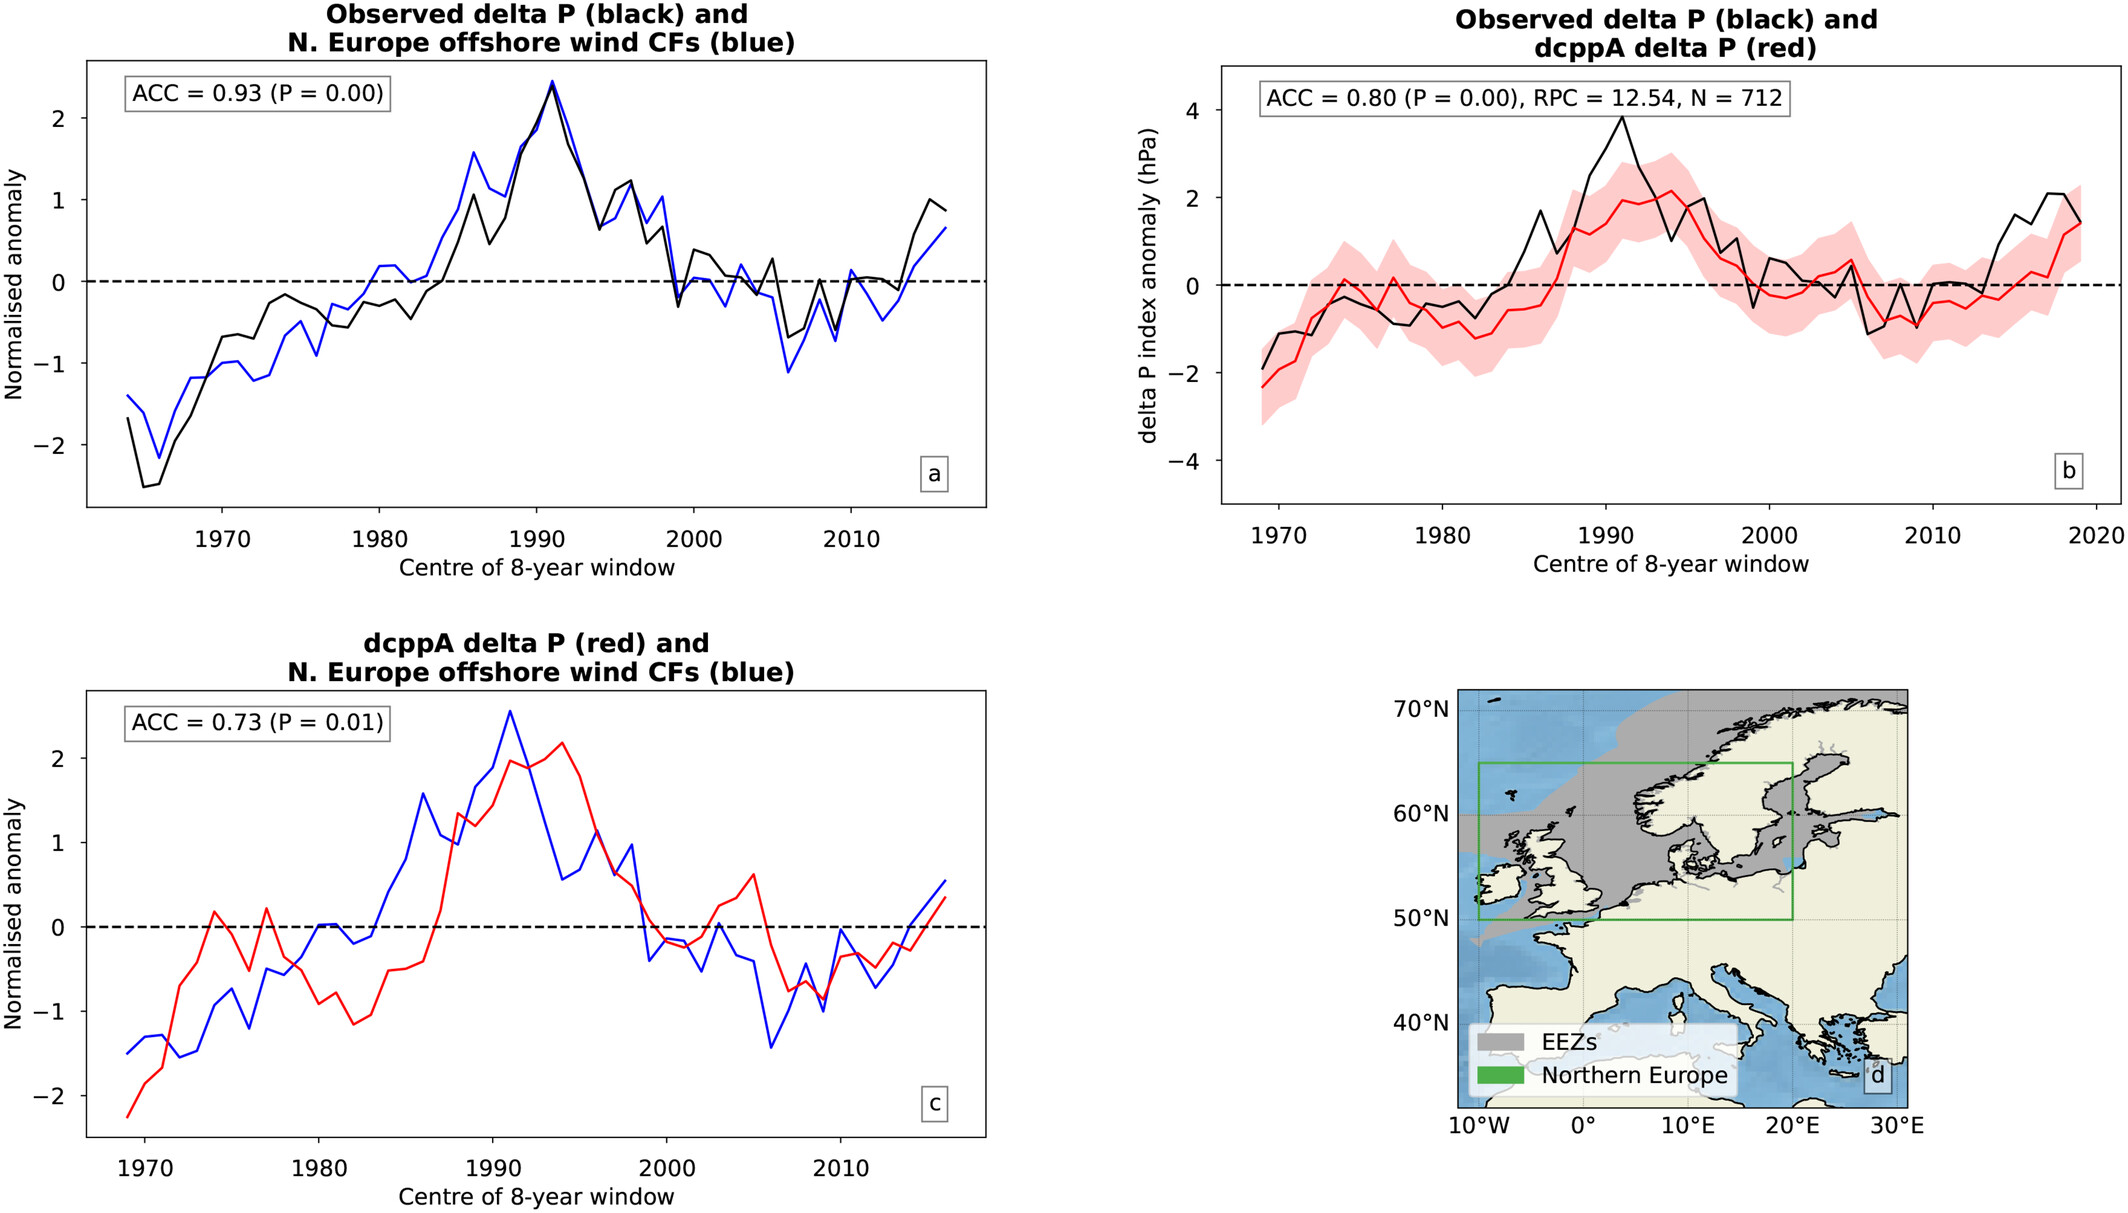 Observed delta P (black) and
N. Europe offshore wind CFs (blue)
ACC = 0.93 (P = 0.00)
Normalised anomaly
2
1
0
−1
−2
a
1970 1980 1990 2000 2010
Centre of 8-year window
Observed delta P (black) and
dcppA delta P (red)
ACC = 0.80 (P = 0.00), RPC = 12.54, N = 712
delta P index anomaly (hPa)
4
2
0
−2
−4
b
1970 1980 1990 2000 2010 2020
Centre of 8-year window
dcppA delta P (red) and
N. Europe offshore wind CFs (blue)
ACC = 0.73 (P = 0.01)
Normalised anomaly
2
1
0
−1
−2
c
1970 1980 1990 2000 2010
Centre of 8-year window
70°N
60°N
50°N
40°N
EEZs
Northern Europe
d
10°W 0° 10°E 20°E 30°E